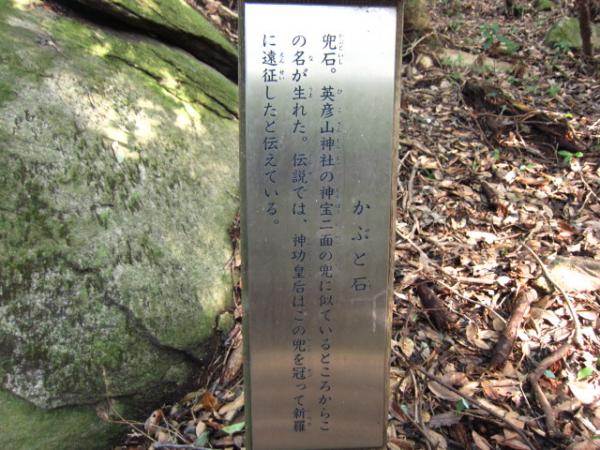 かぶと石
兜石。英彦山神社の神宝二面の兜に似ているところからこ
の名が生れた。伝説では、神功皇后はこの兜を冠って新羅
に遠征したと伝えている。